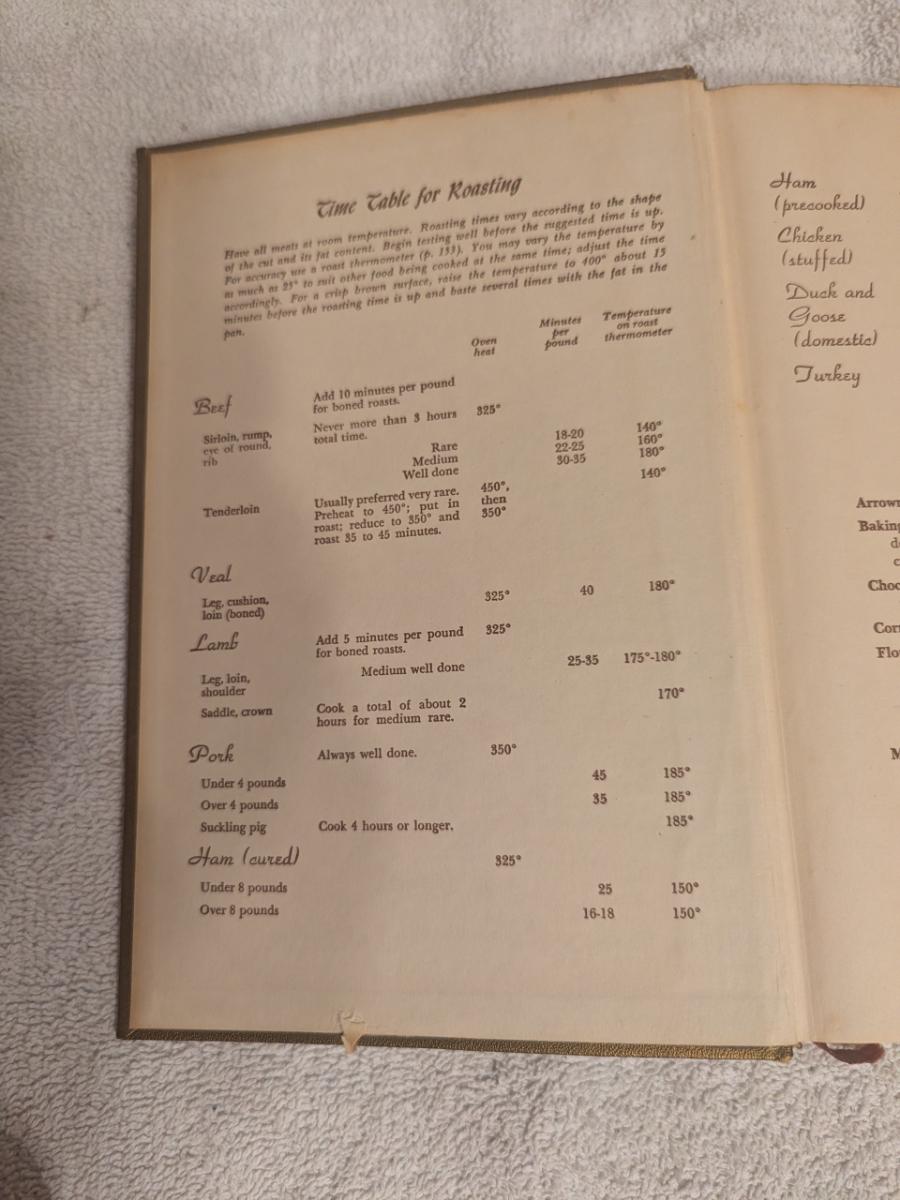 Time Table for Roasting
Have all meats at room temperature. Roasting times vary according to the shape
of the cut and its fat content. Begin testing well before the suggested time is up.
For accuracy use a roast thermometer (p. 153). You may vary the temperature by
as much as 25° to suit other food being cooked at the same time; adjust the time
accordingly. For a crisp brown surface, raise the temperature to 400° about 15
minutes before the roasting time is up and baste several times with the fat in the
pan.
Oven heat Minutes per pound Temperature on roast thermometer
Beef Add 10 minutes per pound
for boned roasts. 325°
Sirloin, rump, Never more than 3 hours
eye of round, total time.
rib
Rare 18-20 140°
Medium 22-25 160°
Well done 30-35 180°
Tenderloin Usually preferred very rare. 450°, 140°
Preheat to 450°; put in then
roast; reduce to 350° and 350°
roast 35 to 45 minutes.
Veal
Leg, cushion, 325° 40 180°
loin (boned)
Lamb Add 5 minutes per pound 325°
for boned roasts.
Leg, loin, Medium well done 25-35 175°-180°
shoulder
Saddle, crown Cook a total of about 2 170°
hours for medium rare.
Pork Always well done. 350°
Under 4 pounds 45 185°
Over 4 pounds 35 185°
Suckling pig Cook 4 hours or longer. 185°
Ham (cured) 325°
Under 8 pounds 25 150°
Over 8 pounds 16-18 150°
Ham
(precooked)
Chicken
(stuffed)
Duck and
Goose
(domestic)
Turkey
Arrow
Baking
d
c
Choc
Cor
Flo
M